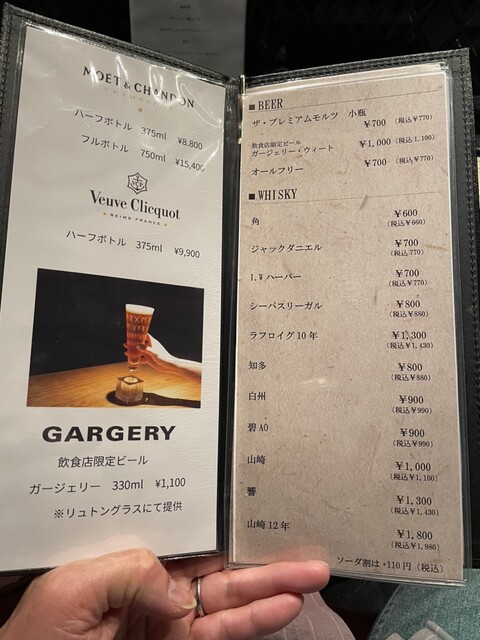 MOËT & CHANDON
ハーフボトル 375ml ¥8,800
フルボトル 750ml ¥15,400
Veuve Clicquot
REIMS FRANCE
ハーフボトル 375ml ¥9,900
GARGERY
飲食店限定ビール
ガージェリー 330ml ¥1,100
※リュトングラスにて提供
■ BEER
ザ・プレミアムモルツ 小瓶
¥700 (税込¥770)
飲食店限定ビール
ガージェリー・ウィート ¥1,000 (税込1,100)
オールフリー ¥700 (税込¥770)
■ WHISKY
角 ¥600
(税込¥660)
ジャックダニエル ¥700
(税込770)
I.Wハーパー ¥700
(税込¥770)
シーバスリーガル ¥800
(税込¥880)
ラフロイグ10年 ¥1,300
(税込¥1,430)
知多 ¥800
(税込¥880)
白州 ¥900
(税込¥990)
碧AO ¥900
(税込¥990)
山崎 ¥1,000
(税込¥1,100)
響 ¥1,300
(税込¥1,430)
山崎12年 ¥1,800
(税込¥1,980)
ソーダ割は+110円(税込)